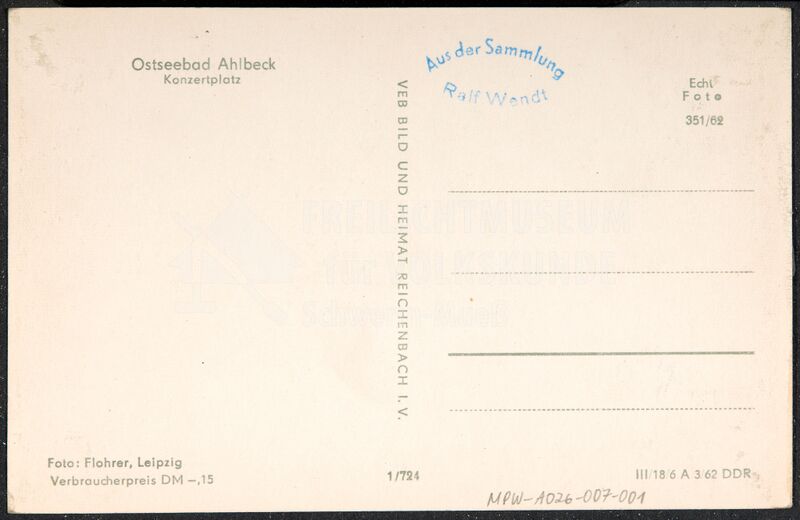 Ostseebad Ahlbeck
Konzertplatz
VEB BILD UND HEIMAT REICHENBACH I. V.
Aus der Sammlung
Ralf Wendt
Echt
Foto
351/62
FREILICHTMUSEUM
für VOLKSKUNDE
Schwerin-Mueß
Foto: Flohrer, Leipzig
Verbraucherpreis DM -,15
1/724
III/18/6 A 3/62 DDR
MPW-A026-007-001